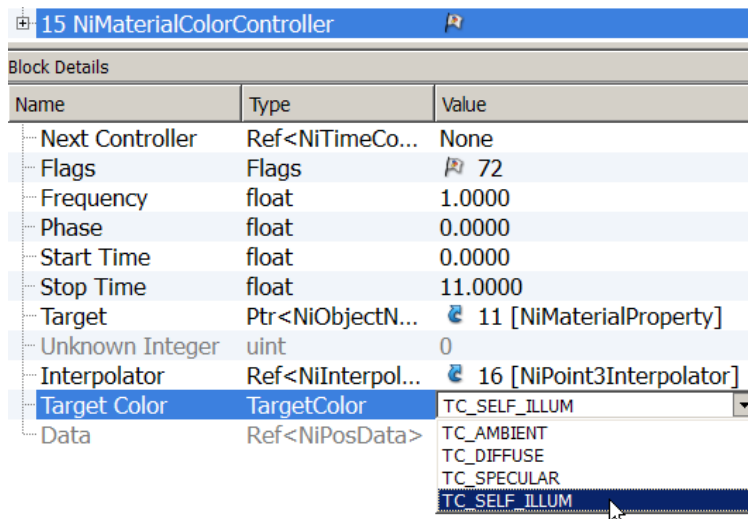 15 NiMaterialColorController
Block Details
Name Type Value
Next Controller Ref<NiTimeCo... None
Flags Flags 72
Frequency float 1.0000
Phase float 0.0000
Start Time float 0.0000
Stop Time float 11.0000
Target Ptr<NiObjectN... 11 [NiMaterialProperty]
Unknown Integer uint 0
Interpolator Ref<NiInterpol... 16 [NiPoint3Interpolator]
Target Color TargetColor TC_SELF_ILLUM
Data Ref<NiPosData> TC_AMBIENT
TC_DIFFUSE
TC_SPECULAR
TC_SELF_ILLUM